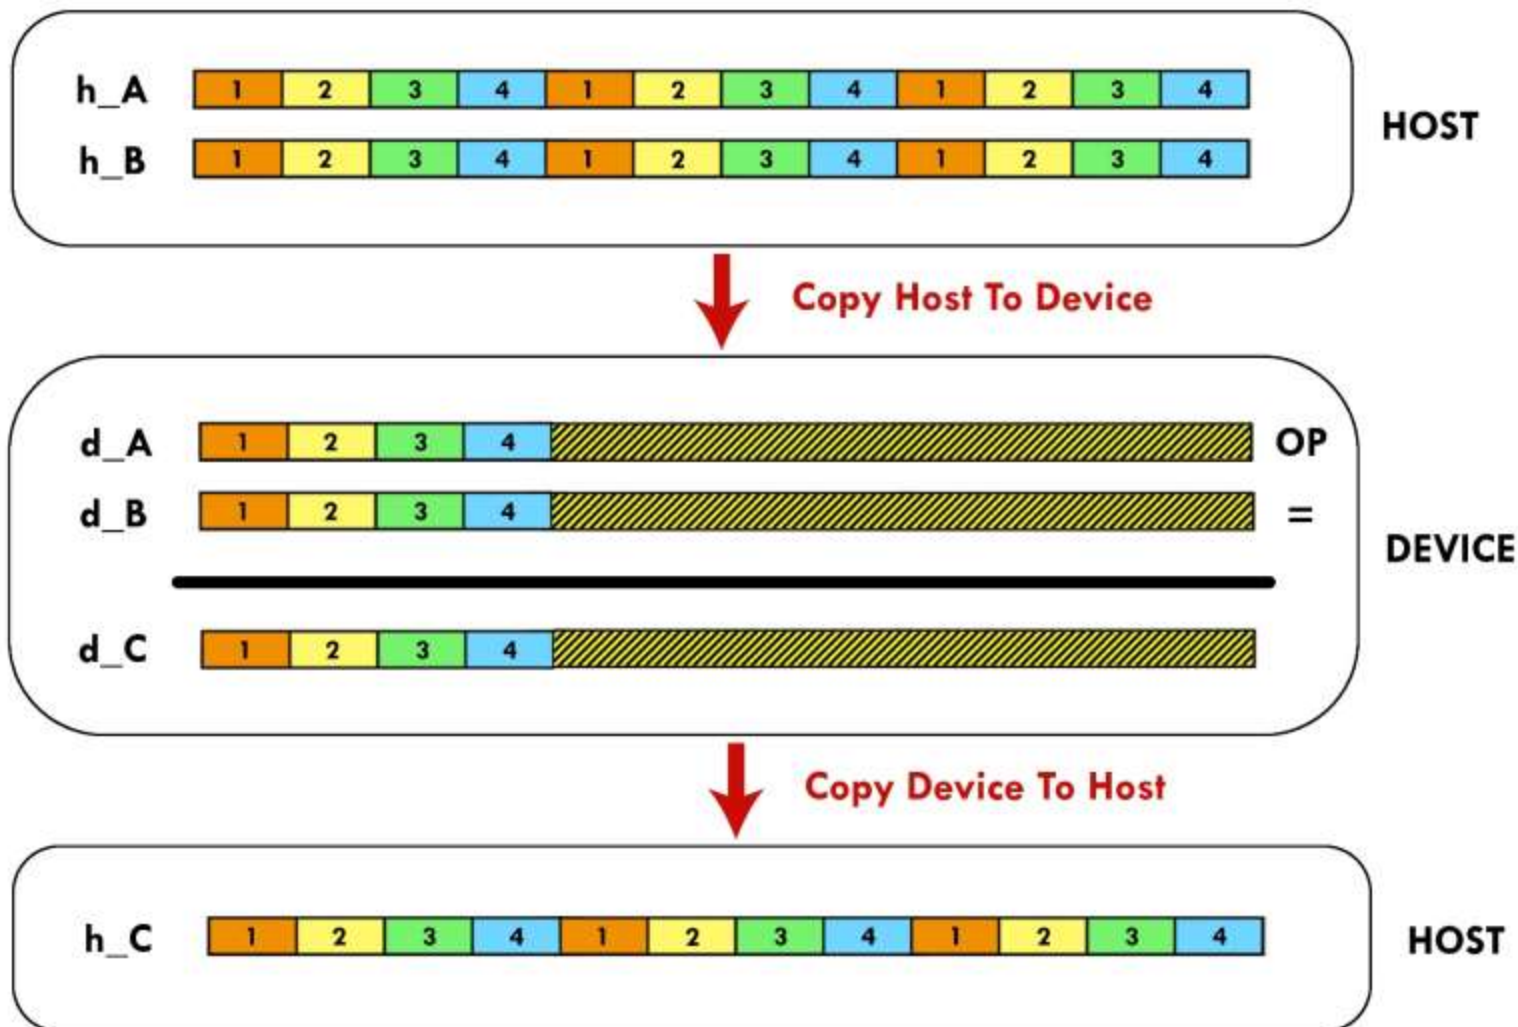 h_A 1 2 3 4 1 2 3 4 1 2 3 4
HOST
h_B 1 2 3 4 1 2 3 4 1 2 3 4
Copy Host To Device
d_A 1 2 3 4 OP
d_B 1 2 3 4 =
DEVICE
d_C 1 2 3 4
Copy Device To Host
h_C 1 2 3 4 1 2 3 4 1 2 3 4 HOST